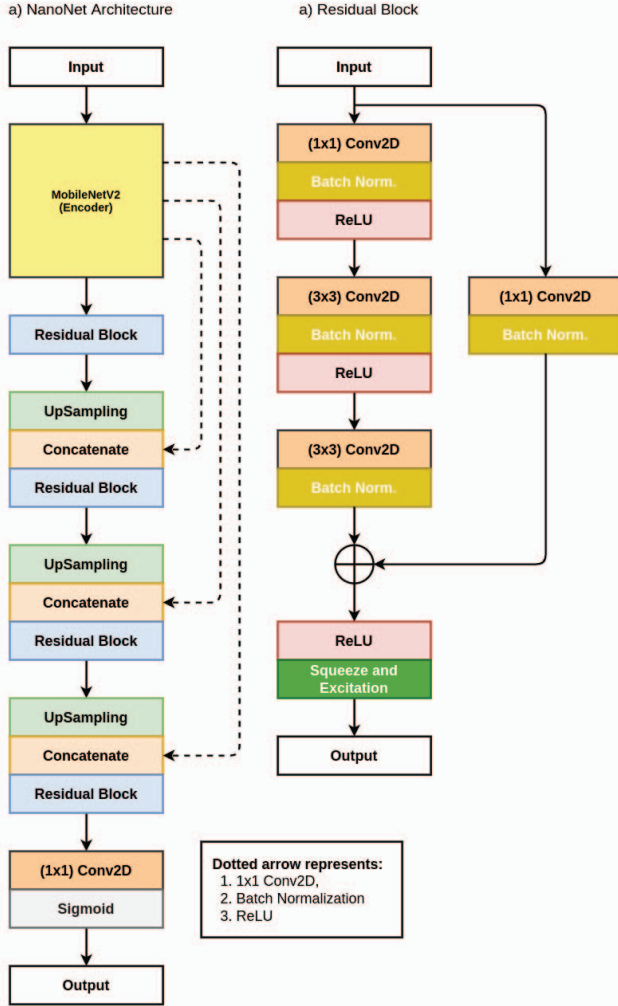 a) NanoNet Architecture
Input
MobileNetV2
(Encoder)
Residual Block
UpSampling
Concatenate
Residual Block
UpSampling
Concatenate
Residual Block
UpSampling
Concatenate
Residual Block
(1x1) Conv2D
Sigmoid
Output
a) Residual Block
Input
(1x1) Conv2D
Batch Norm.
ReLU
(3x3) Conv2D
Batch Norm.
ReLU
(3x3) Conv2D
Batch Norm.
(1x1) Conv2D
Batch Norm.
ReLU
Squeeze and
Excitation
Output
Dotted arrow represents:
1. 1x1 Conv2D,
2. Batch Normalization
3. ReLU